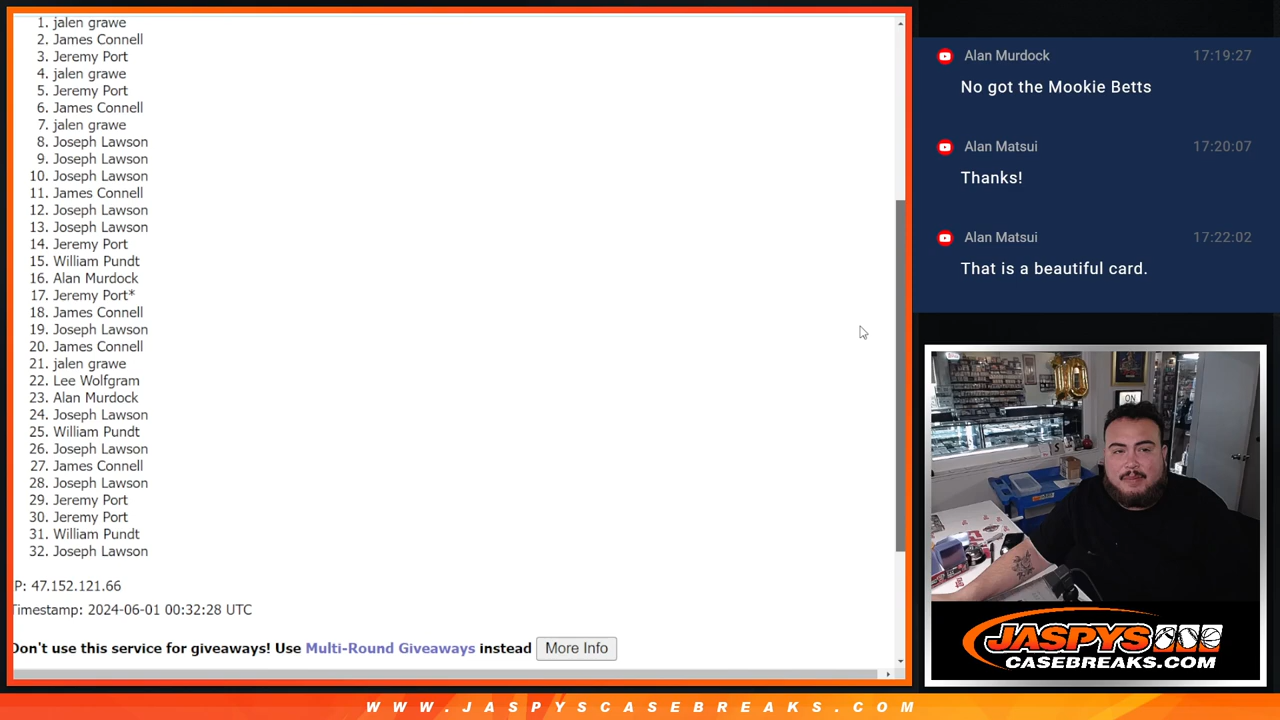 1. jalen grawe
2. James Connell
3. Jeremy Port
4. jalen grawe
5. Jeremy Port
6. James Connell
7. jalen grawe
8. Joseph Lawson
9. Joseph Lawson
10. Joseph Lawson
11. James Connell
12. Joseph Lawson
13. Joseph Lawson
14. Jeremy Port
15. William Pundt
16. Alan Murdock
17. Jeremy Port*
18. James Connell
19. Joseph Lawson
20. James Connell
21. jalen grawe
22. Lee Wolfgram
23. Alan Murdock
24. Joseph Lawson
25. William Pundt
26. Joseph Lawson
27. James Connell
28. Joseph Lawson
29. Jeremy Port
30. Jeremy Port
31. William Pundt
32. Joseph Lawson
P: 47.152.121.66
Timestamp: 2024-06-01 00:32:28 UTC
Don't use this service for giveaways! Use Multi-Round Giveaways instead More Info
Alan Murdock 17:19:27
No got the Mookie Betts
Alan Matsui 17:20:07
Thanks!
Alan Matsui 17:22:02
That is a beautiful card.
10
ON
JASPYS
CASEBREAKS.COM
WWW.JASPYSCASEBREAKS.COM